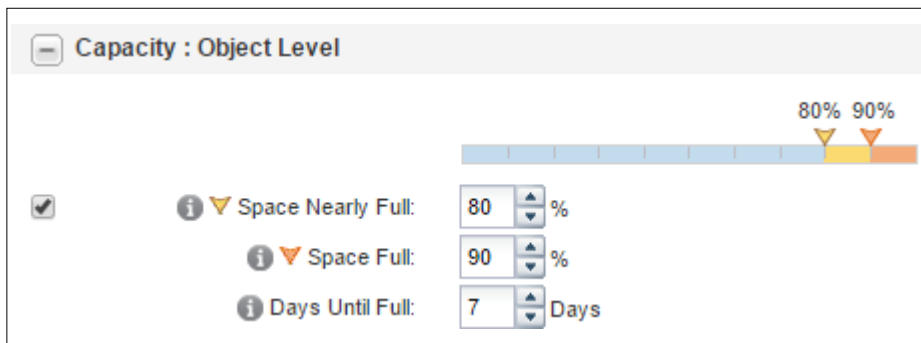 Capacity : Object Level
80% 90%
Space Nearly Full: 80 %
Space Full: 90 %
Days Until Full: 7 Days